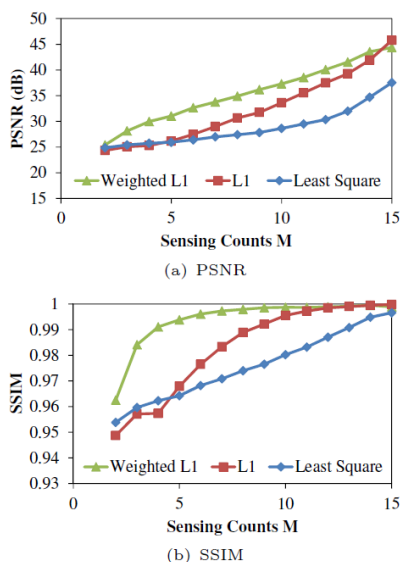 50
45
40
35
30
25
20
15
PSNR (dB)
Weighted L1 L1 Least Square
0 5 10 15
Sensing Counts M
(a) PSNR
1
0.99
0.98
0.97
0.96
0.95
0.94
0.93
SSIM
Weighted L1 L1 Least Square
0 5 10 15
Sensing Counts M
(b) SSIM